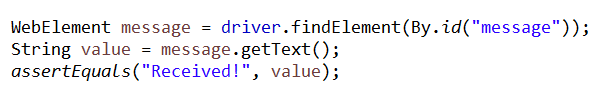 WebElement message = driver.findElement(By.id("message"));
String value = message.getText();
assertEquals("Received!", value);